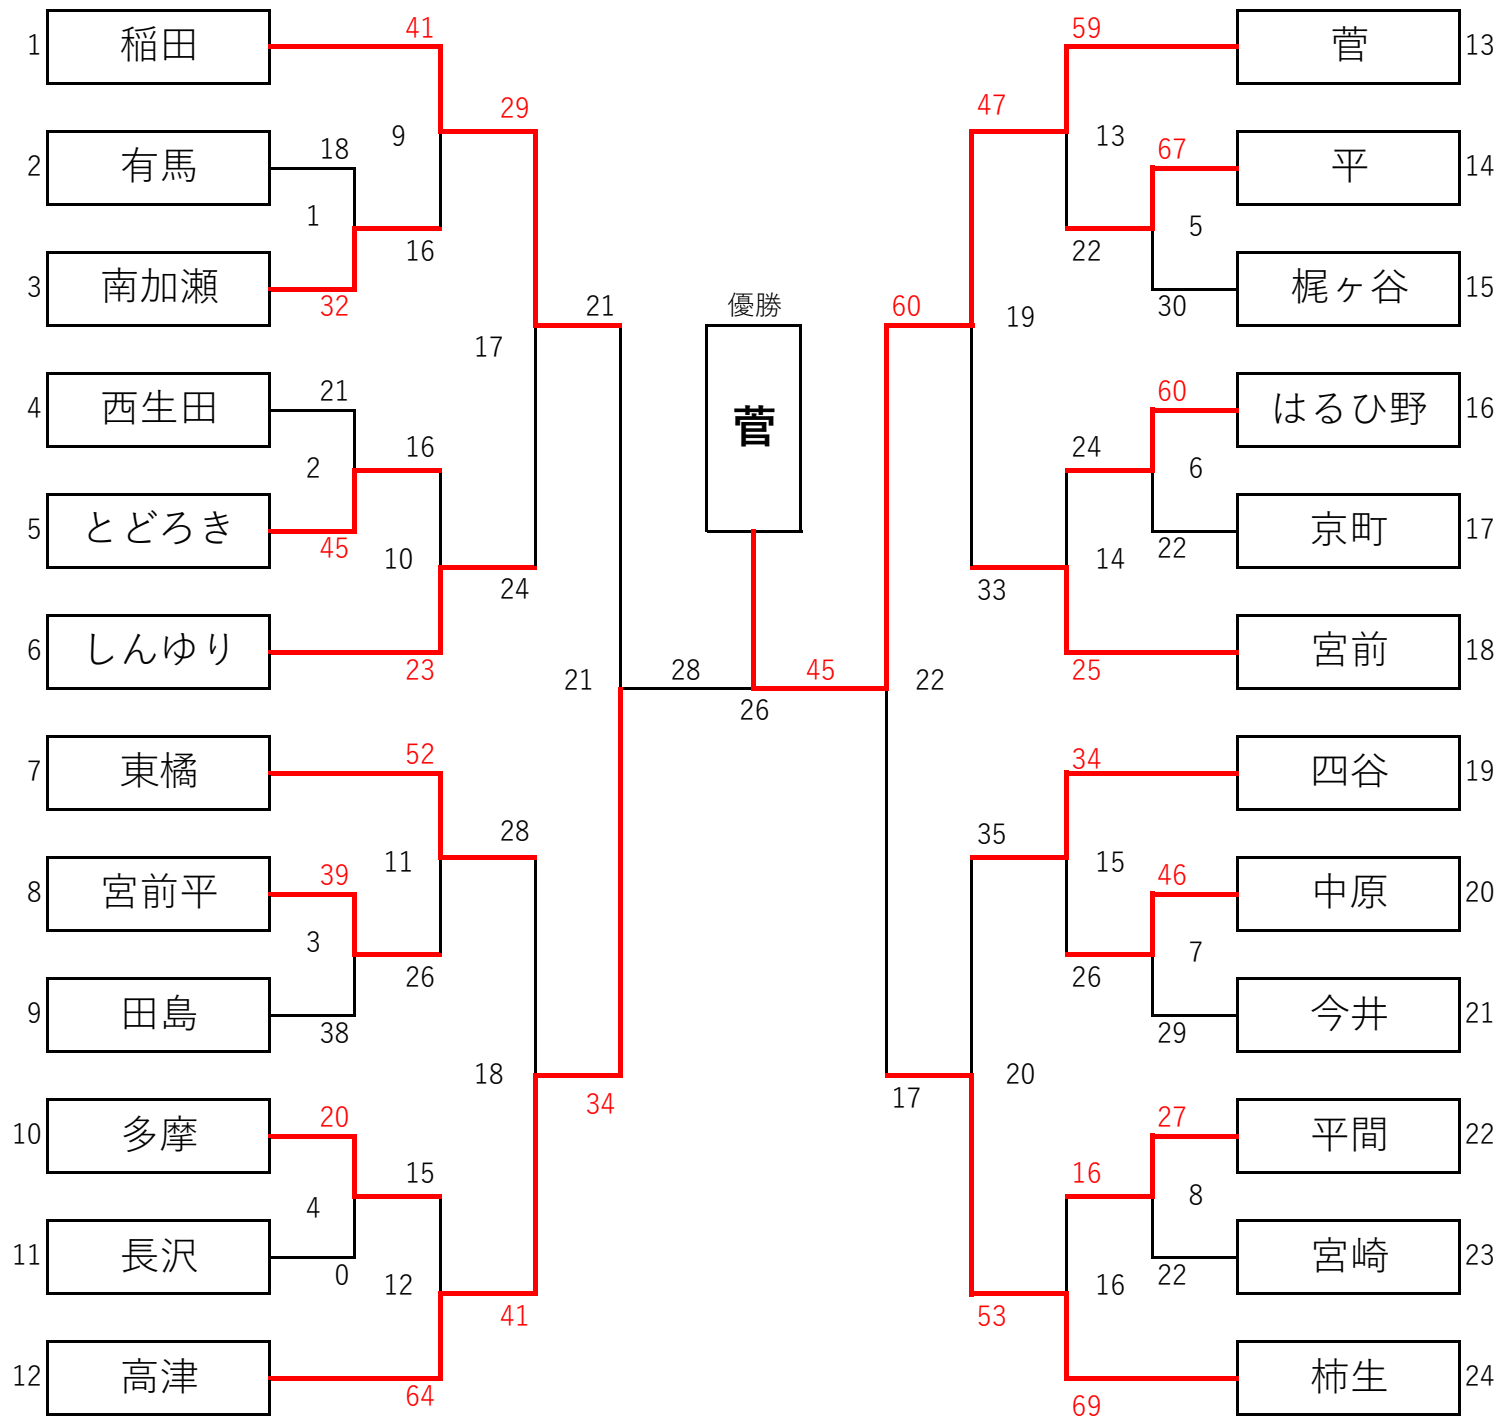 41
59
1 稲田
菅 13
29
47
9
13
18
67
2 有馬
平 14
1
5
16
22
3 南加瀬
梶ヶ谷 15
32
30
優勝
21
60
19
17
21
60
4 西生田
はるひ野 16
菅
16
24
2
6
5 とどろき
京町 17
45
22
10
14
24
33
6 しんゆり
宮前 18
23
25
21
28
45
22
26
52
34
7 東橘
四谷 19
28
35
11
15
39
46
8 宮前平
中原 20
3
7
26
26
9 田島
今井 21
38
29
18
20
34
17
20
27
10 多摩
平間 22
15
16
4
8
11 長沢
宮崎 23
0
22
12
16
41
53
12 高津
柿生 24
64
69